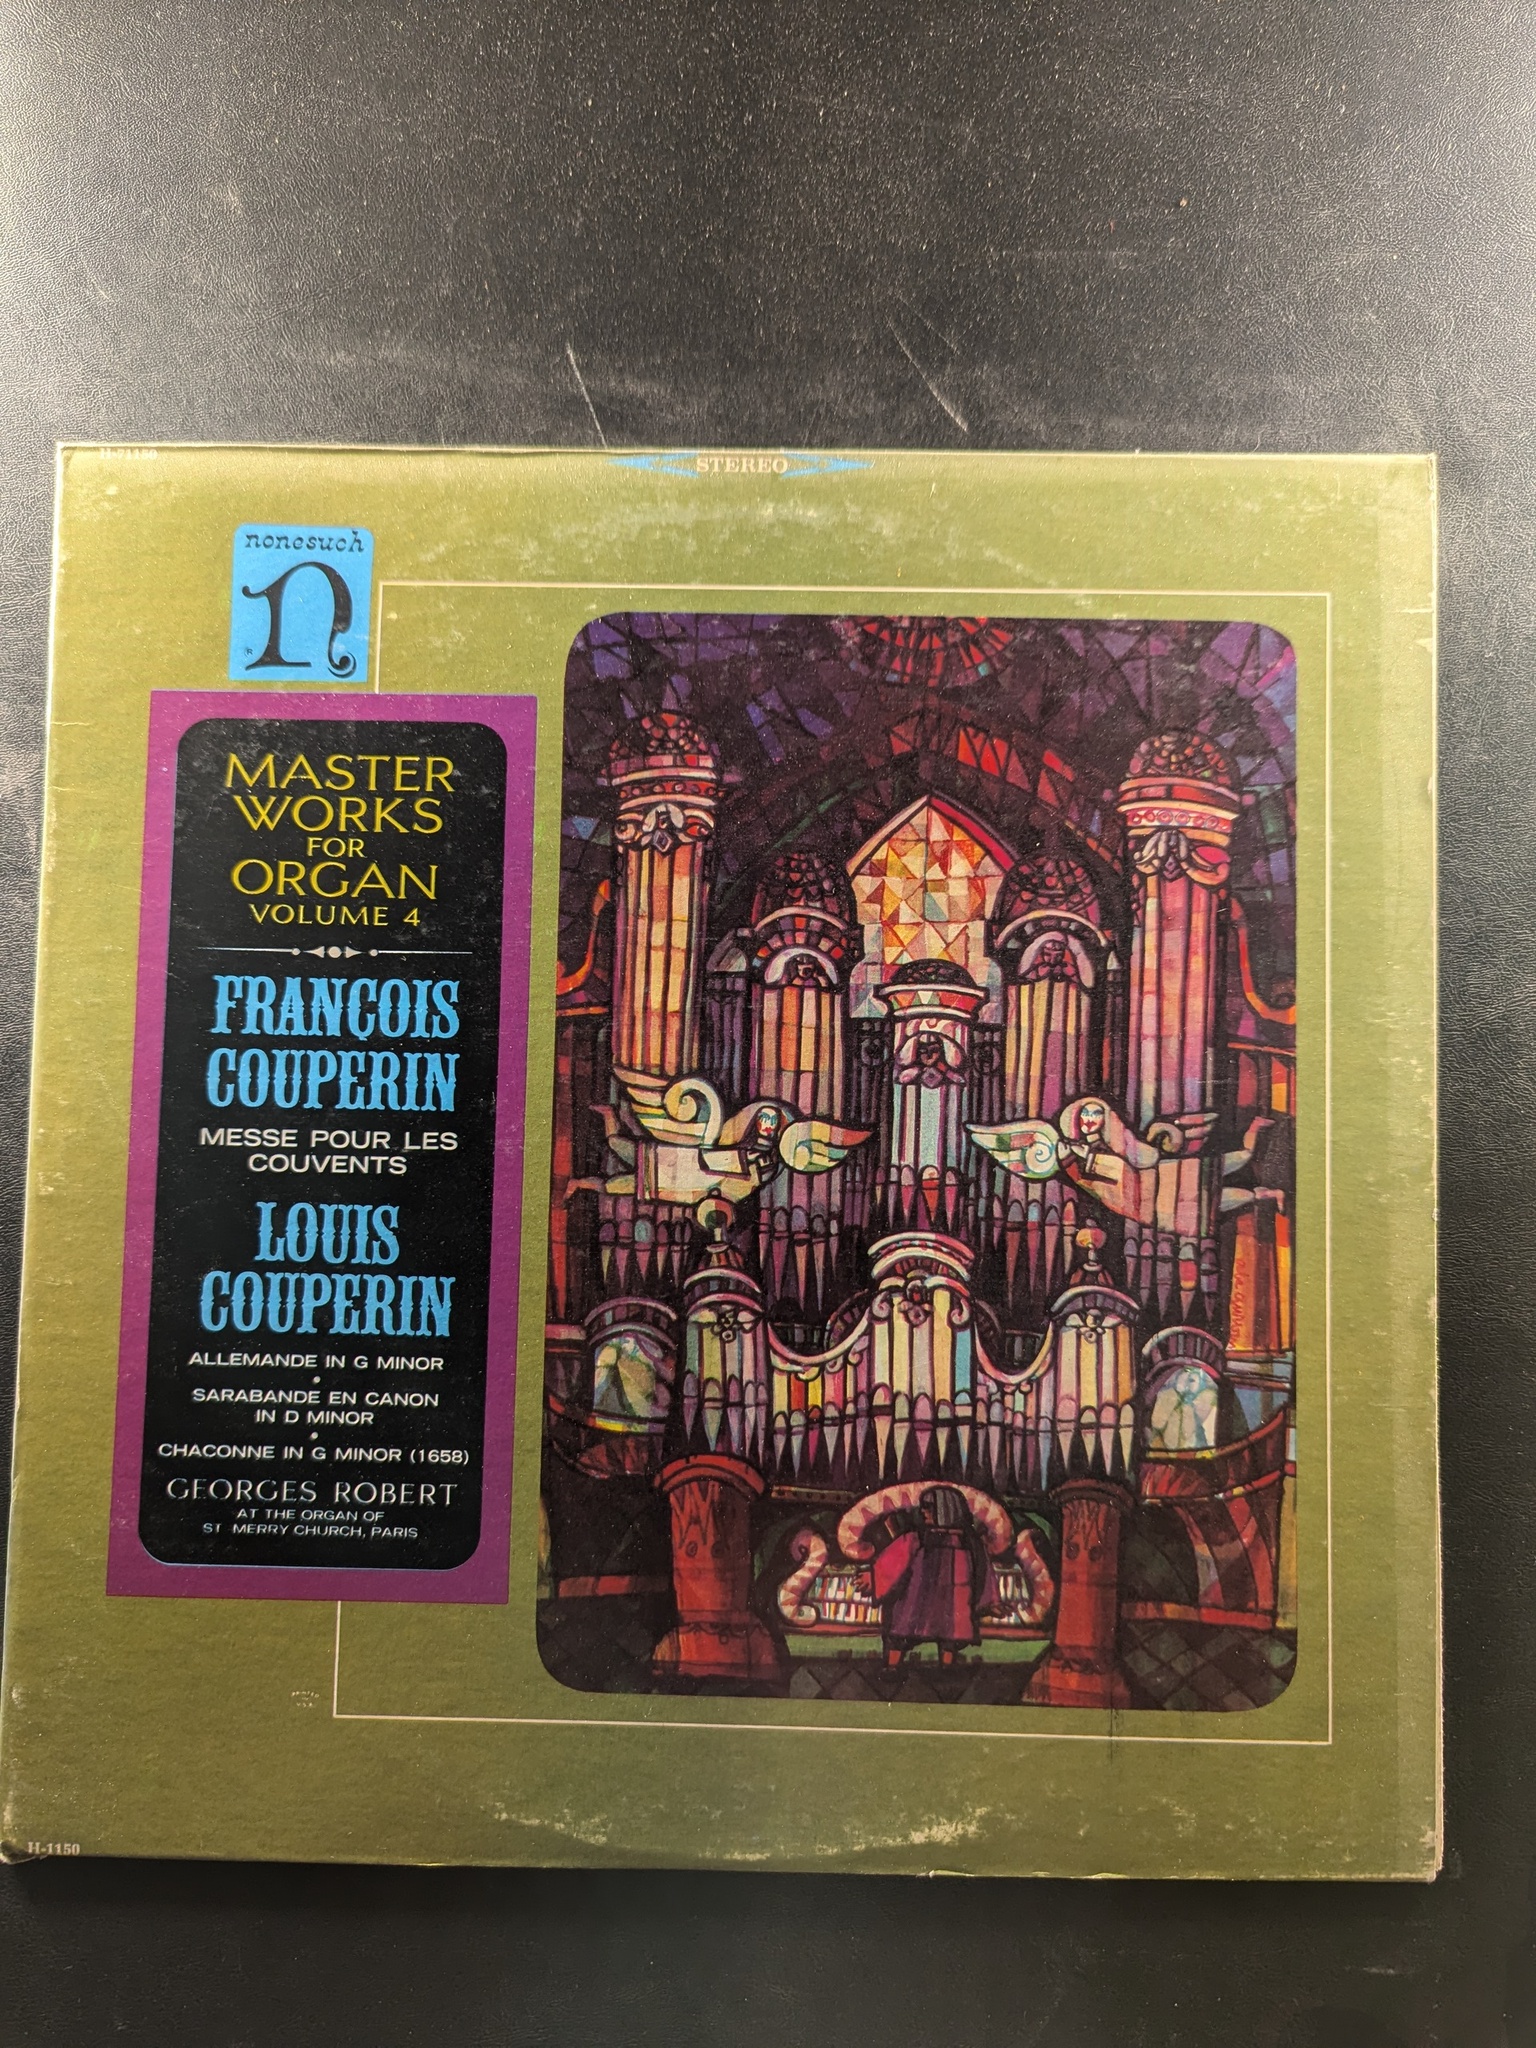 H-71150
STEREO
nonesuch
n
®
MASTER
WORKS
FOR
ORGAN
VOLUME 4
FRANÇOIS
COUPERIN
MESSE POUR LES
COUVENTS
LOUIS
COUPERIN
ALLEMANDE IN G MINOR
•
SARABANDE EN CANON
IN D MINOR
•
CHACONNE IN G MINOR (1658)
GEORGES ROBERT
AT THE ORGAN OF
ST. MERRY CHURCH, PARIS
PRINTED
U.S.A.
H-1150